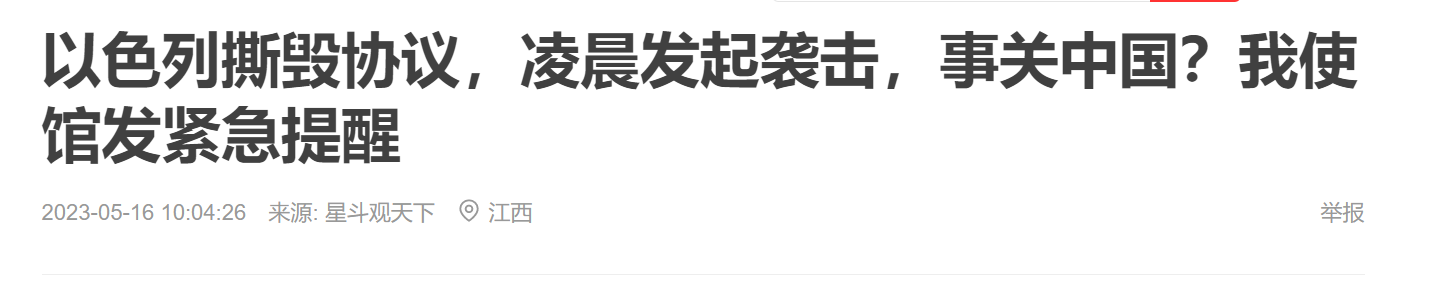 以色列撕毁协议，凌晨发起袭击，事关中国？我使
馆发紧急提醒
2023-05-16 10:04:26 来源: 星斗观天下 江西 举报